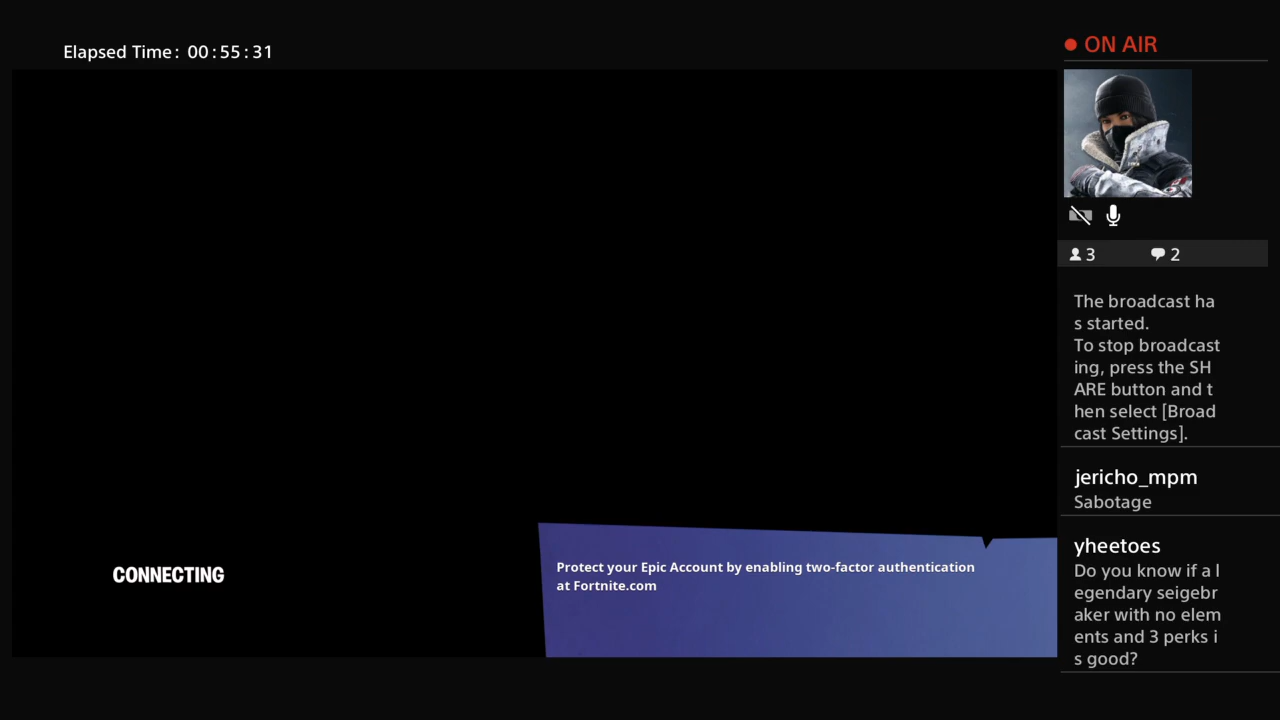 Elapsed Time: 00:55:31
ON AIR
3
2
The broadcast ha
s started.
To stop broadcast
ing, press the SH
ARE button and t
hen select [Broad
cast Settings].
jericho_mpm
Sabotage
yheetoes
Do you know if a l
egendary seigebr
aker with no elem
ents and 3 perks i
s good?
CONNECTING
Protect your Epic Account by enabling two-factor authentication
at Fortnite.com